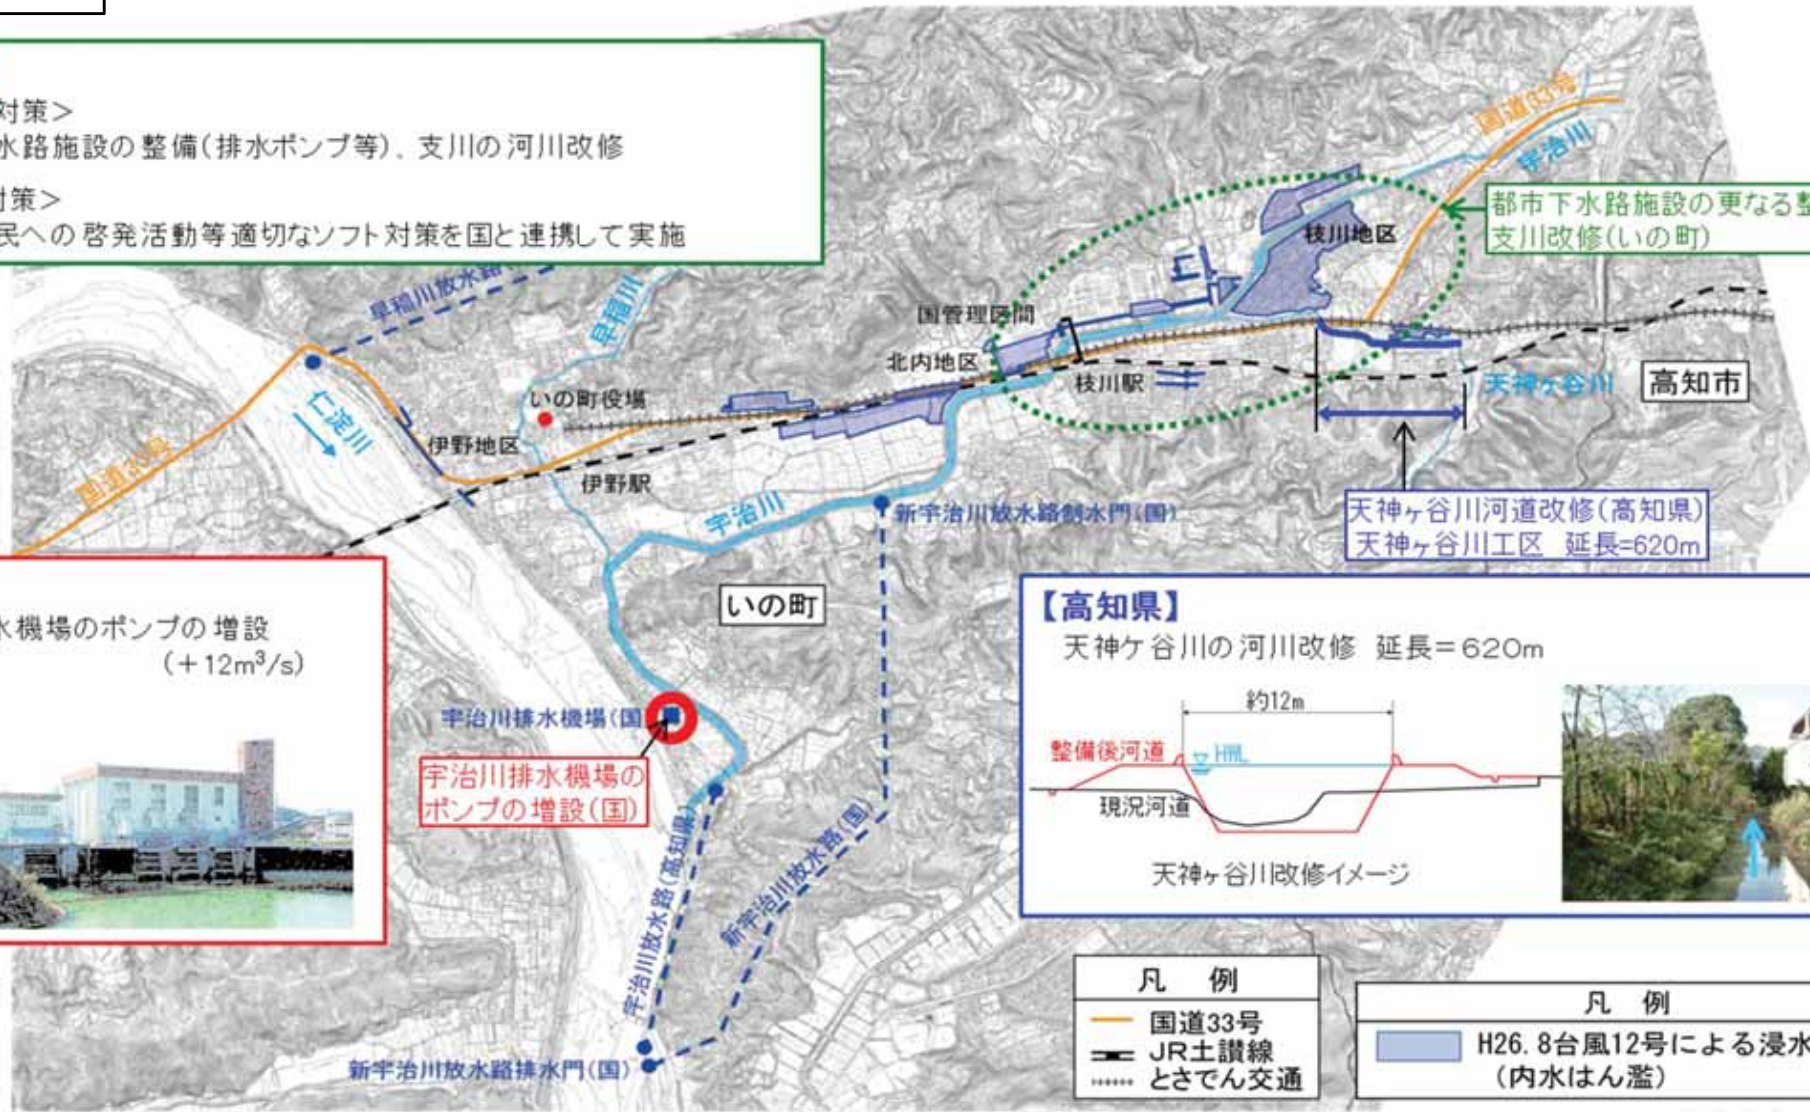 対策>
水路施設の整備(排水ポンプ等)、支川の河川改修
対策>
民への啓発活動等適切なソフト対策を国と連携して実施
国道33号
宇治川
都市下水路施設の更なる整
支川改修(いの町)
枝川地区
早稲川放水路
早稲川
国管理区間
北内地区
枝川駅
天神ヶ谷川
高知市
いの町役場
仁淀川
伊野地区
伊野駅
国道33号
宇治川
新宇治川放水路制水門(国)
天神ヶ谷川河道改修(高知県)
天神ヶ谷川工区 延長=620m
いの町
水機場のポンプの増設
(+12m³/s)
宇治川排水機場(国)
宇治川排水機場の
ポンプの増設(国)
宇治川放水路(高知県)
新宇治川放水路(国)
新宇治川放水路排水門(国)
【高知県】
天神ケ谷川の河川改修 延長=620m
約12m
整備後河道
HWL
現況河道
天神ヶ谷川改修イメージ
凡 例
国道33号
JR土讃線
とさでん交通
凡 例
H26.8台風12号による浸水
(内水はん濫)